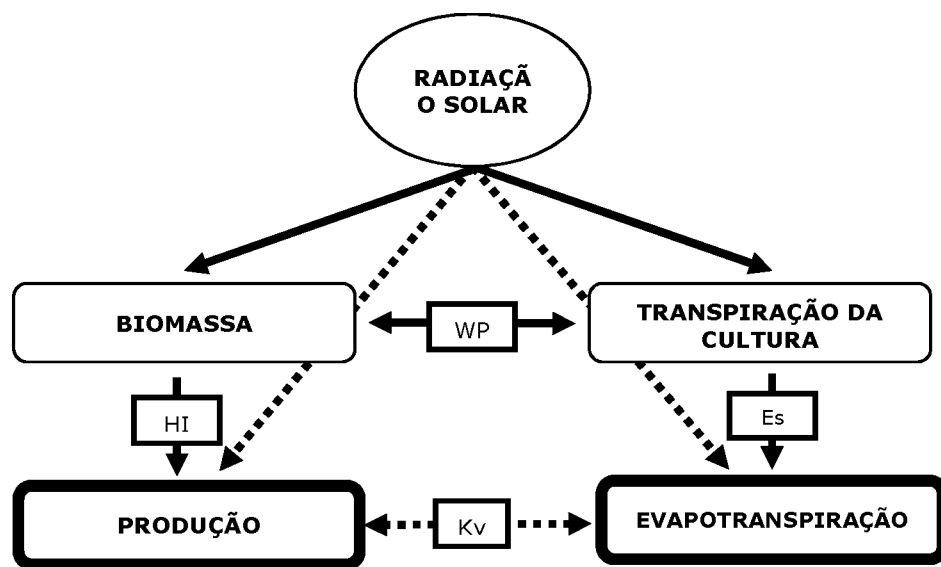 RADIAÇÃ
O SOLAR
BIOMASSA
WP
TRANSPIRAÇÃO DA
CULTURA
HI
Es
PRODUÇÃO
Kv
EVAPOTRANSPIRAÇÃO